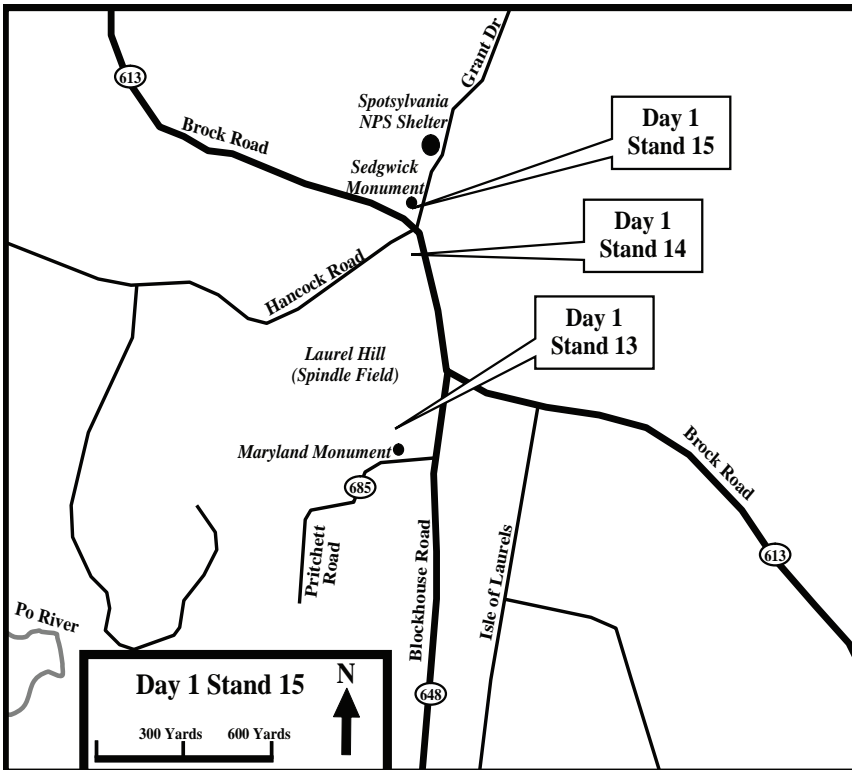 Grant Dr
613
Spotsylvania
NPS Shelter
Brock Road
Day 1
Stand 15
Sedgwick
Monument
Day 1
Stand 14
Hancock Road
Day 1
Stand 13
Laurel Hill
(Spindle Field)
Maryland Monument
Brock Road
685
Pritchett
Road
Blockhouse Road
Isle of Laurels
613
Po River
Day 1 Stand 15
N
648
300 Yards
600 Yards